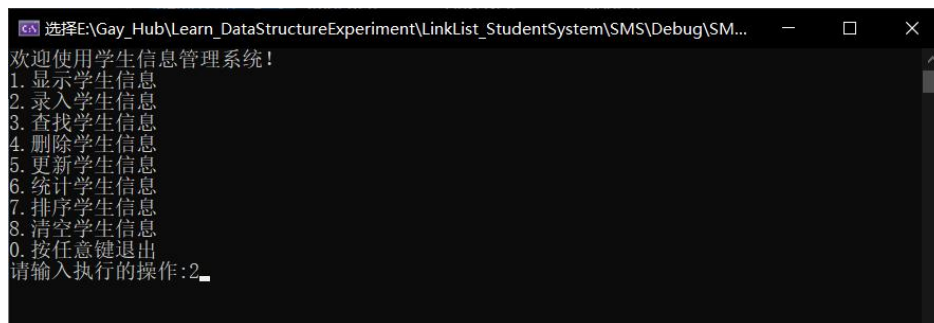 选择E:\Gay_Hub\Learn_DataStructureExperiment\LinkList_StudentSystem\SMS\Debug\SM...
欢迎使用学生信息管理系统!
1.显示学生信息
2.录入学生信息
3.查找学生信息
4.删除学生信息
5.更新学生信息
6.统计学生信息
7.排序学生信息
8.清空学生信息
0.按任意键退出
请输入执行的操作:2